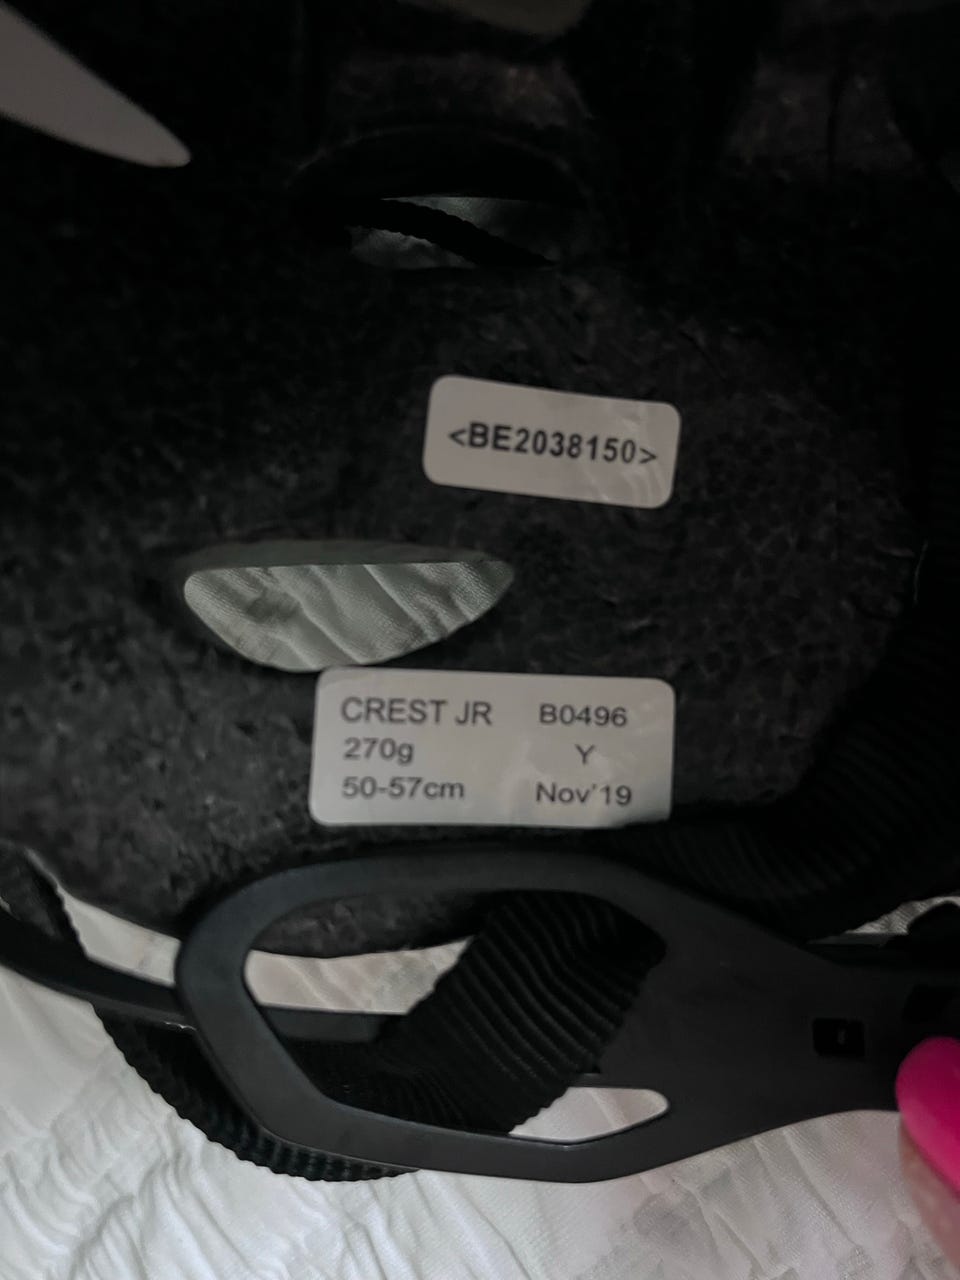 <BE2038150>
CREST JR B0496
270g Y
50-57cm Nov'19